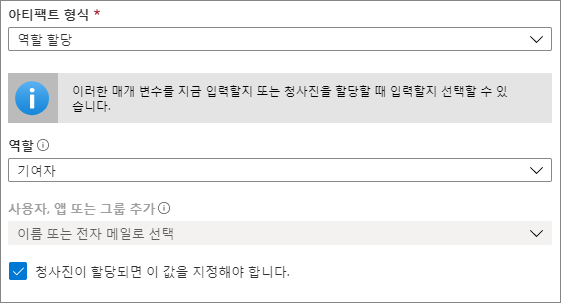 아티팩트 형식 *
역할 할당
이러한 매개 변수를 지금 입력할지 또는 청사진을 할당할 때 입력할지 선택할 수 있
습니다.
역할
기여자
사용자, 앱 또는 그룹 추가
이름 또는 전자 메일로 선택
청사진이 할당되면 이 값을 지정해야 합니다.